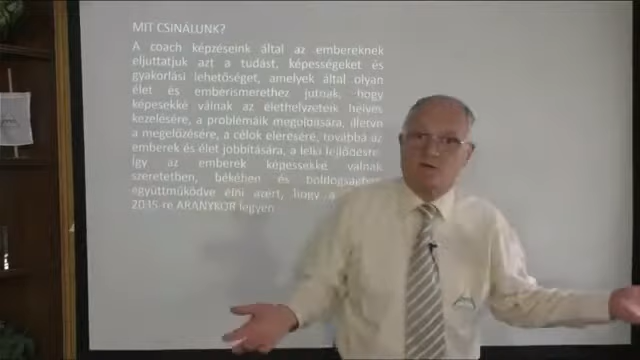 MIT CSINÁLUNK?
A coach képzéseink által az embereknek
eljuttatjuk azt a tudást, képességeket és
gyakorlási lehetőséget, amelyek által olyan
élet és emberismerethez jutnak, hogy
képesekké válnak az élethelyzeteik helyes
kezelésére, a problémáik megoldására, illetve
a megelőzésére, a célok elérésére, továbbá az
emberek és élet jobbítására, a lelki fejlődésre.
Így az emberek képessekké válnak
szeretetben, békében és boldogságban
együttműködve élni azért, hogy a
2035-re ARANYKOR legyen